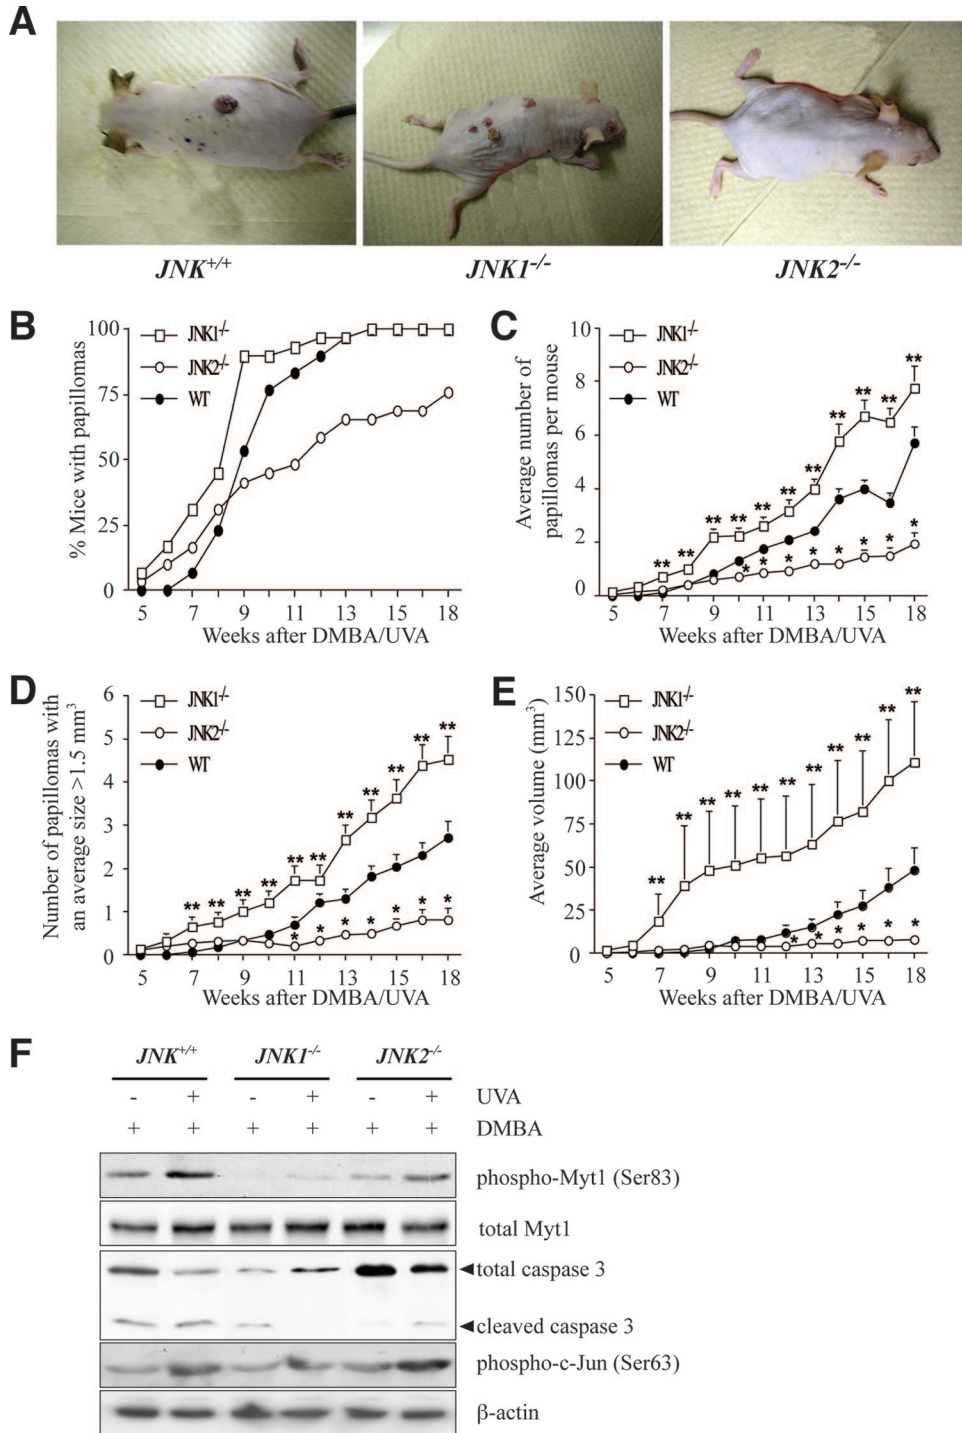 A
JNK+/+ JNK1-/- JNK2-/-
B
% Mice with papillomas
100
75
50
25
0
JNK1-/-
JNK2-/-
WT
5 7 9 11 13 15 18
Weeks after DMBA/UVA
C
Average number of
papillomas per mouse
10
8
6
4
2
0
JNK1-/-
JNK2-/-
WT
** ** ** ** ** ** ** ** ** ** **
* * * * * * * *
5 7 9 11 13 15 18
Weeks after DMBA/UVA
D
Number of papillomas with
an average size >1.5 mm3
6
5
4
3
2
1
0
JNK1-/-
JNK2-/-
WT
** ** ** ** ** ** ** ** ** ** **
* * * * * * *
5 7 9 11 13 15 18
Weeks after DMBA/UVA
E
Average volume (mm3)
150
125
100
75
50
25
0
JNK1-/-
JNK2-/-
WT
** ** ** ** ** ** ** ** ** ** **
* * * * * *
5 7 9 11 13 15 18
Weeks after DMBA/UVA
F
JNK+/+ JNK1-/- JNK2-/-
- + - + - + UVA
+ + + + + + DMBA
phospho-Myt1 (Ser83)
total Myt1
◄total caspase 3
◄cleaved caspase 3
phospho-c-Jun (Ser63)
β-actin